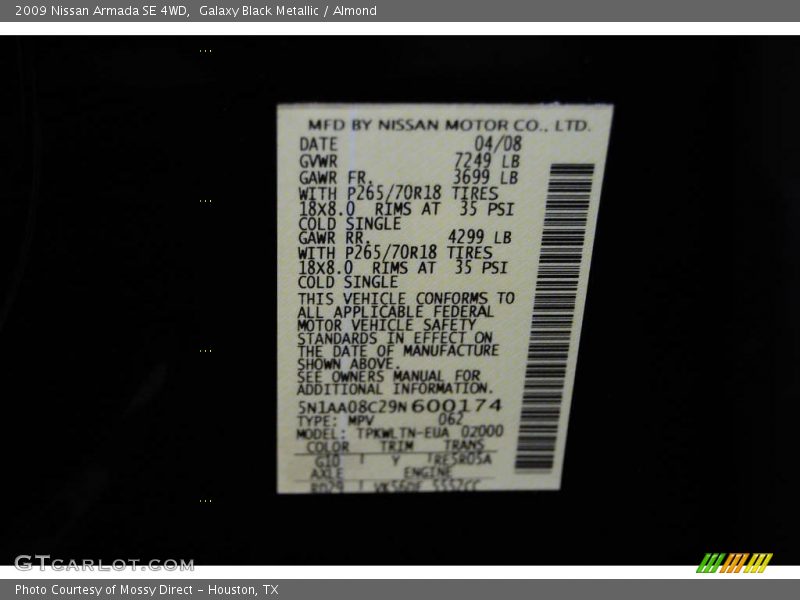 2009 Nissan Armada SE 4WD,  Galaxy Black Metallic / Almond
MFD BY NISSAN MOTOR CO., LTD.
DATE 04/08
GVWR 7249 LB
GAWR FR. 3699 LB
WITH P265/70R18 TIRES
18X8.0 RIMS AT 35 PSI
COLD SINGLE
GAWR RR. 4299 LB
WITH P265/70R18 TIRES
18X8.0 RIMS AT 35 PSI
COLD SINGLE
THIS VEHICLE CONFORMS TO
ALL APPLICABLE FEDERAL
MOTOR VEHICLE SAFETY
STANDARDS IN EFFECT ON
THE DATE OF MANUFACTURE
SHOWN ABOVE.
SEE OWNERS MANUAL FOR
ADDITIONAL INFORMATION.
5N1AA08C29N600174
TYPE: MPV 062
MODEL: TPKWLTN-EUA 02000
COLOR TRIM TRANS
G10 Y RE5R05A
AXLE ENGINE
RD29 VK56DE 5552CC
GTcarlot.com
Photo Courtesy of Mossy Direct - Houston, TX